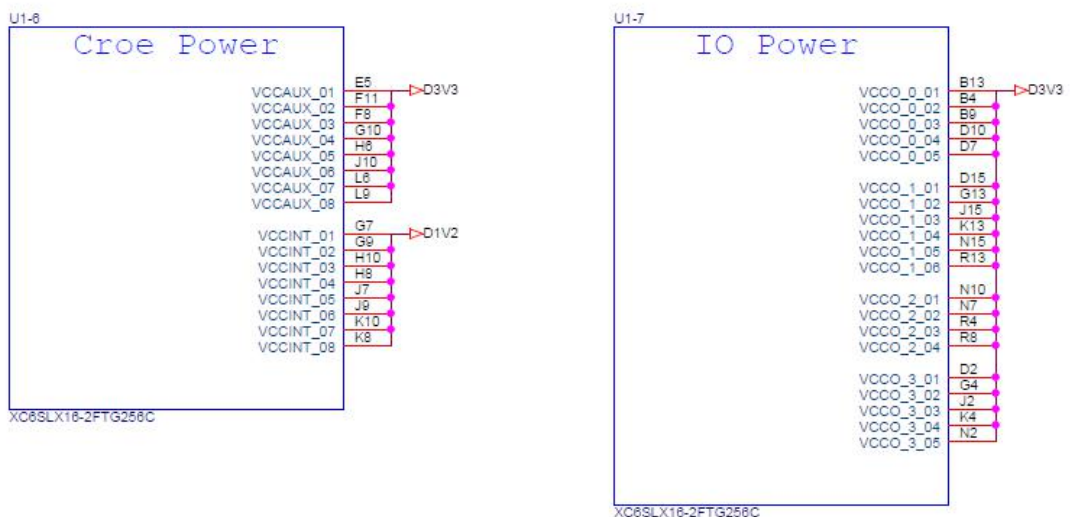 U1-6
Croe Power
VCCAUX_01 E5 D3V3
VCCAUX_02 F11
VCCAUX_03 F8
VCCAUX_04 G10
VCCAUX_05 H6
VCCAUX_06 J10
VCCAUX_07 L6
VCCAUX_08 L9
VCCINT_01 G7 D1V2
VCCINT_02 G9
VCCINT_03 H10
VCCINT_04 H8
VCCINT_05 J7
VCCINT_06 J9
VCCINT_07 K10
VCCINT_08 K8
XC6SLX16-2FTG256C
U1-7
IO Power
VCCO_0_01 B13 D3V3
VCCO_0_02 B4
VCCO_0_03 B9
VCCO_0_04 D10
VCCO_0_05 D7
VCCO_1_01 D15
VCCO_1_02 G13
VCCO_1_03 J15
VCCO_1_04 K13
VCCO_1_05 N15
VCCO_1_06 R13
VCCO_2_01 N10
VCCO_2_02 N7
VCCO_2_03 R4
VCCO_2_04 R8
VCCO_3_01 D2
VCCO_3_02 G4
VCCO_3_03 J2
VCCO_3_04 K4
VCCO_3_05 N2
XC6SLX16-2FTG256C